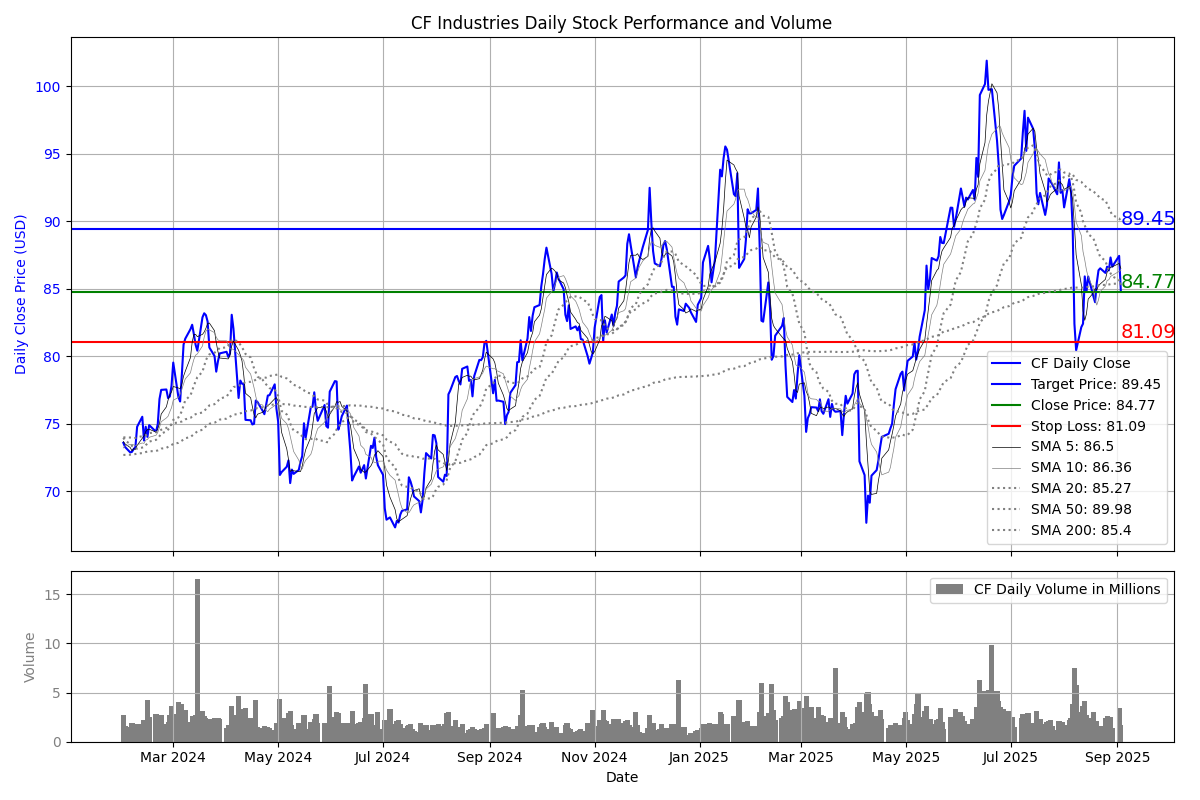 CF Industries Daily Stock Performance and Volume
Daily Close Price (USD)
100
95
90
85
80
75
70
89.45
84.77
81.09
CF Daily Close
Target Price: 89.45
Close Price: 84.77
Stop Loss: 81.09
SMA 5: 86.5
SMA 10: 86.36
SMA 20: 85.27
SMA 50: 89.98
SMA 200: 85.4
Volume
15
10
5
0
CF Daily Volume in Millions
Mar 2024 May 2024 Jul 2024 Sep 2024 Nov 2024 Jan 2025 Mar 2025 May 2025 Jul 2025 Sep 2025
Date